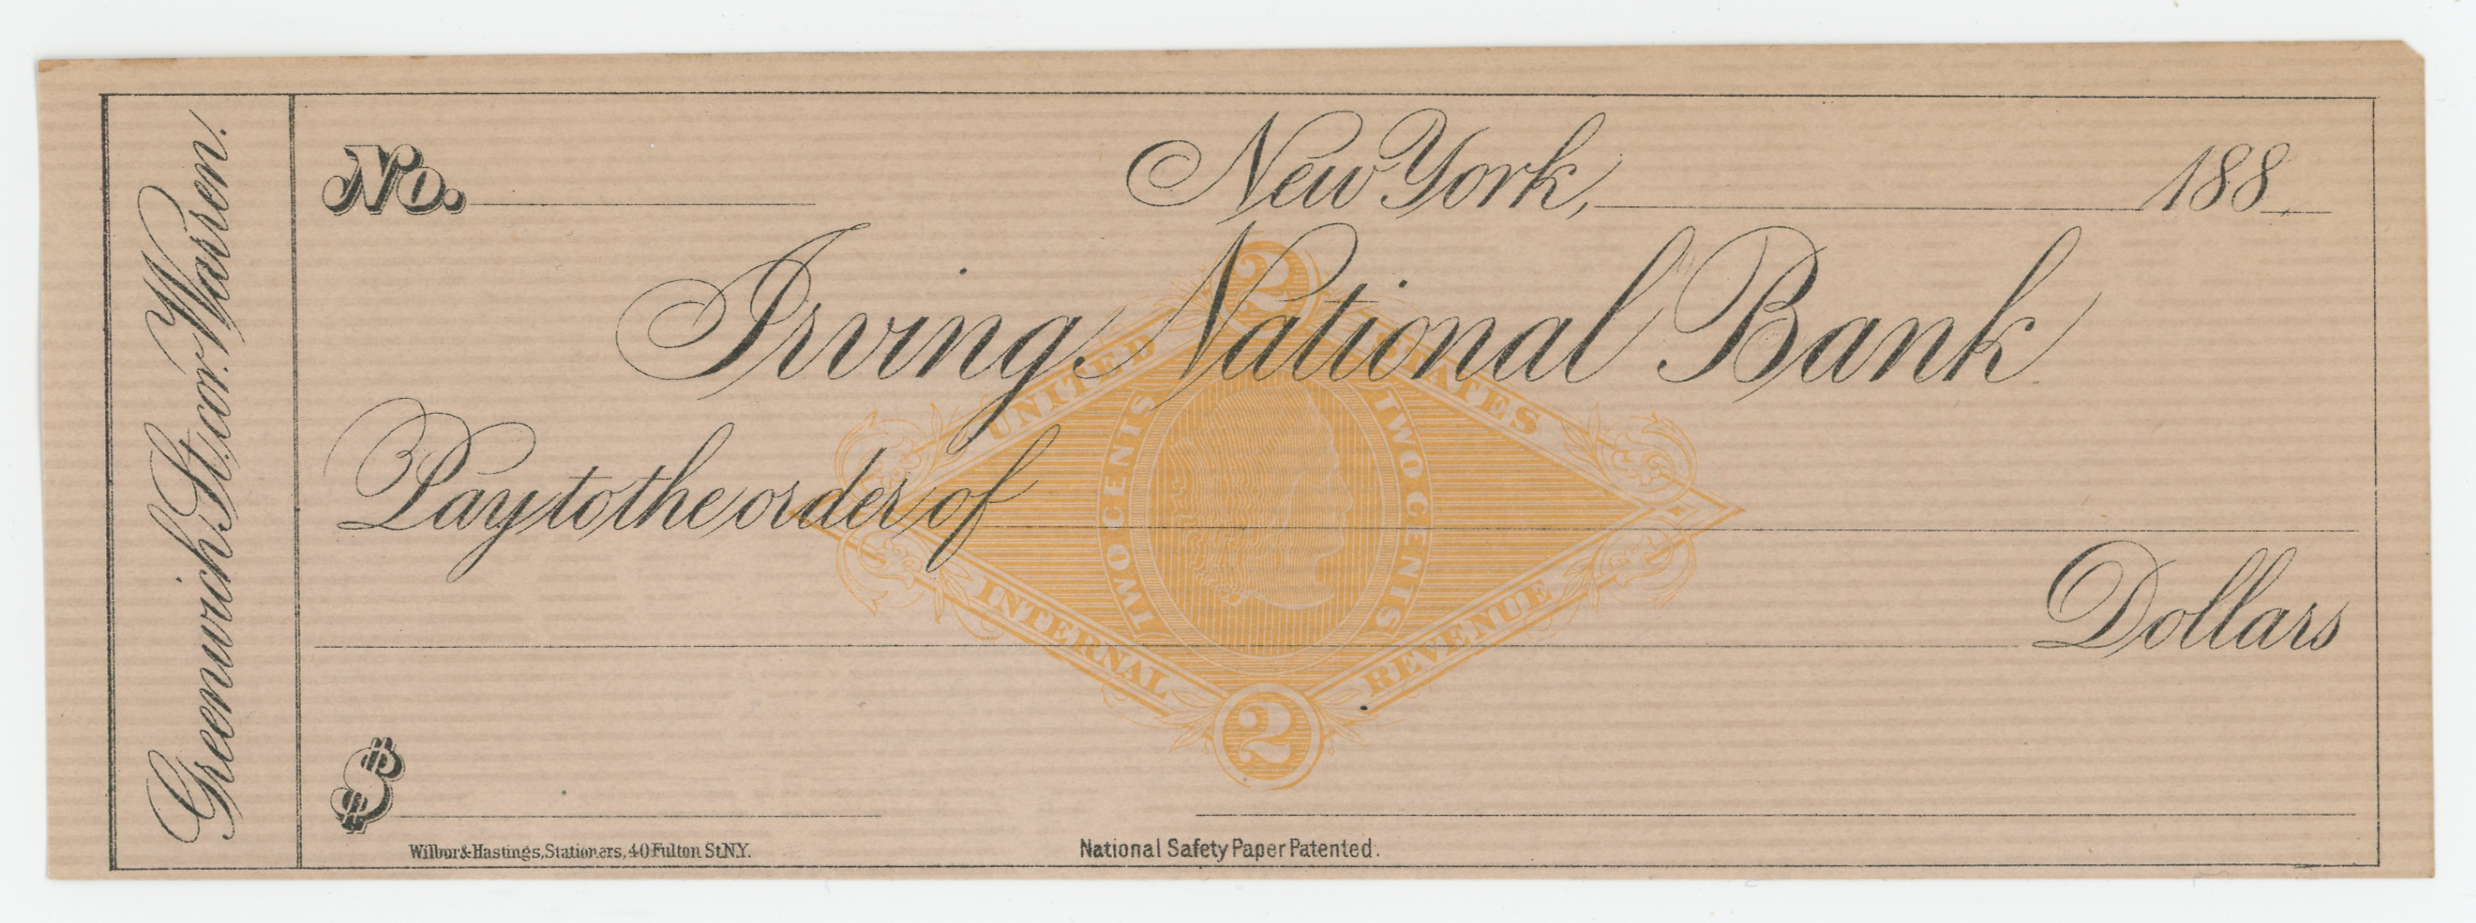 Greenwich St. cor. Warren.
No.
New York, 188
Irving National Bank
Pay to the order of
Dollars
$
2
UNITED STATES
TWO CENTS
TWO CENTS
INTERNAL REVENUE
2
Wilbor & Hastings, Stationers, 40 Fulton St N.Y.
National Safety Paper Patented.